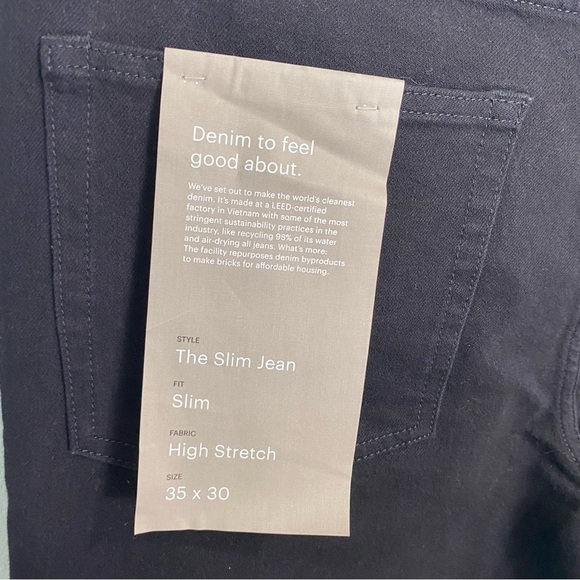 Denim to feel
good about.
We've set out to make the world's cleanest
denim. It's made at a LEED-certified
factory in Vietnam with some of the most
stringent sustainability practices in the
industry, like recycling 98% of its water
and air-drying all jeans. What's more:
The facility repurposes denim byproducts
to make bricks for affordable housing.
STYLE
The Slim Jean
FIT
Slim
FABRIC
High Stretch
SIZE
35 x 30